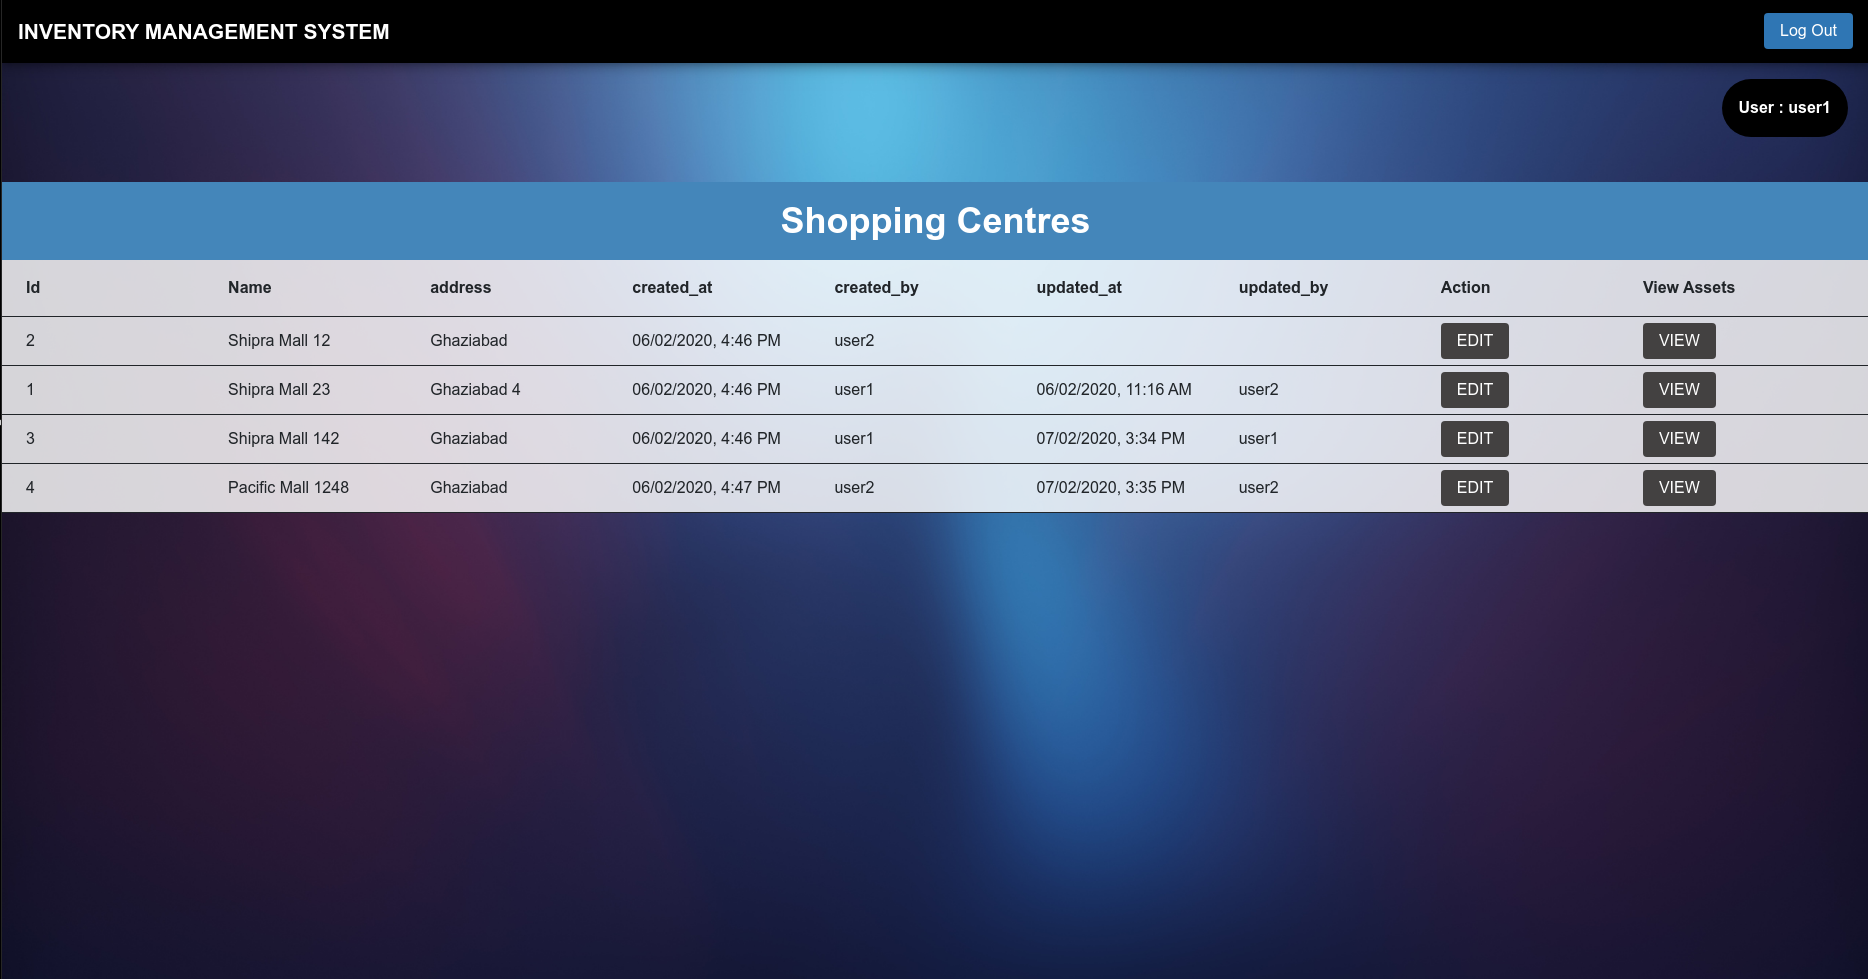 INVENTORY MANAGEMENT SYSTEM Log Out
User : user1
Shopping Centres
Id Name address created_at created_by updated_at updated_by Action View Assets
2 Shipra Mall 12 Ghaziabad 06/02/2020, 4:46 PM user2 EDIT VIEW
1 Shipra Mall 23 Ghaziabad 4 06/02/2020, 4:46 PM user1 06/02/2020, 11:16 AM user2 EDIT VIEW
3 Shipra Mall 142 Ghaziabad 06/02/2020, 4:46 PM user1 07/02/2020, 3:34 PM user1 EDIT VIEW
4 Pacific Mall 1248 Ghaziabad 06/02/2020, 4:47 PM user2 07/02/2020, 3:35 PM user2 EDIT VIEW